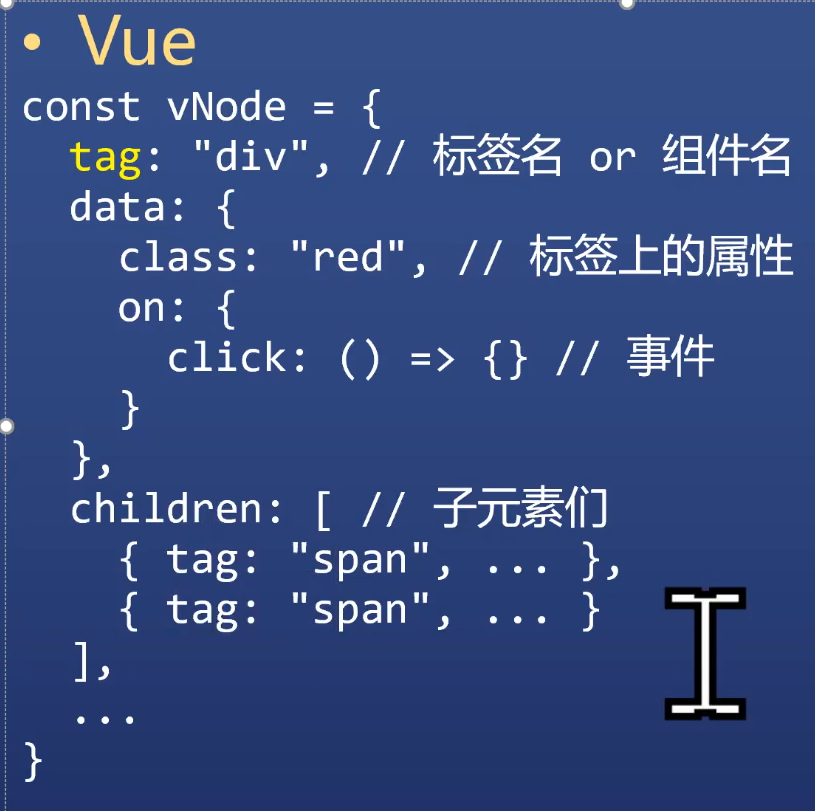 • Vue
const vNode = {
  tag: "div", // 标签名 or 组件名
  data: {
    class: "red", // 标签上的属性
    on: {
      click: () => {} // 事件
    }
  },
  children: [ // 子元素们
    { tag: "span", ... },
    { tag: "span", ... }
  ],
  ...
}